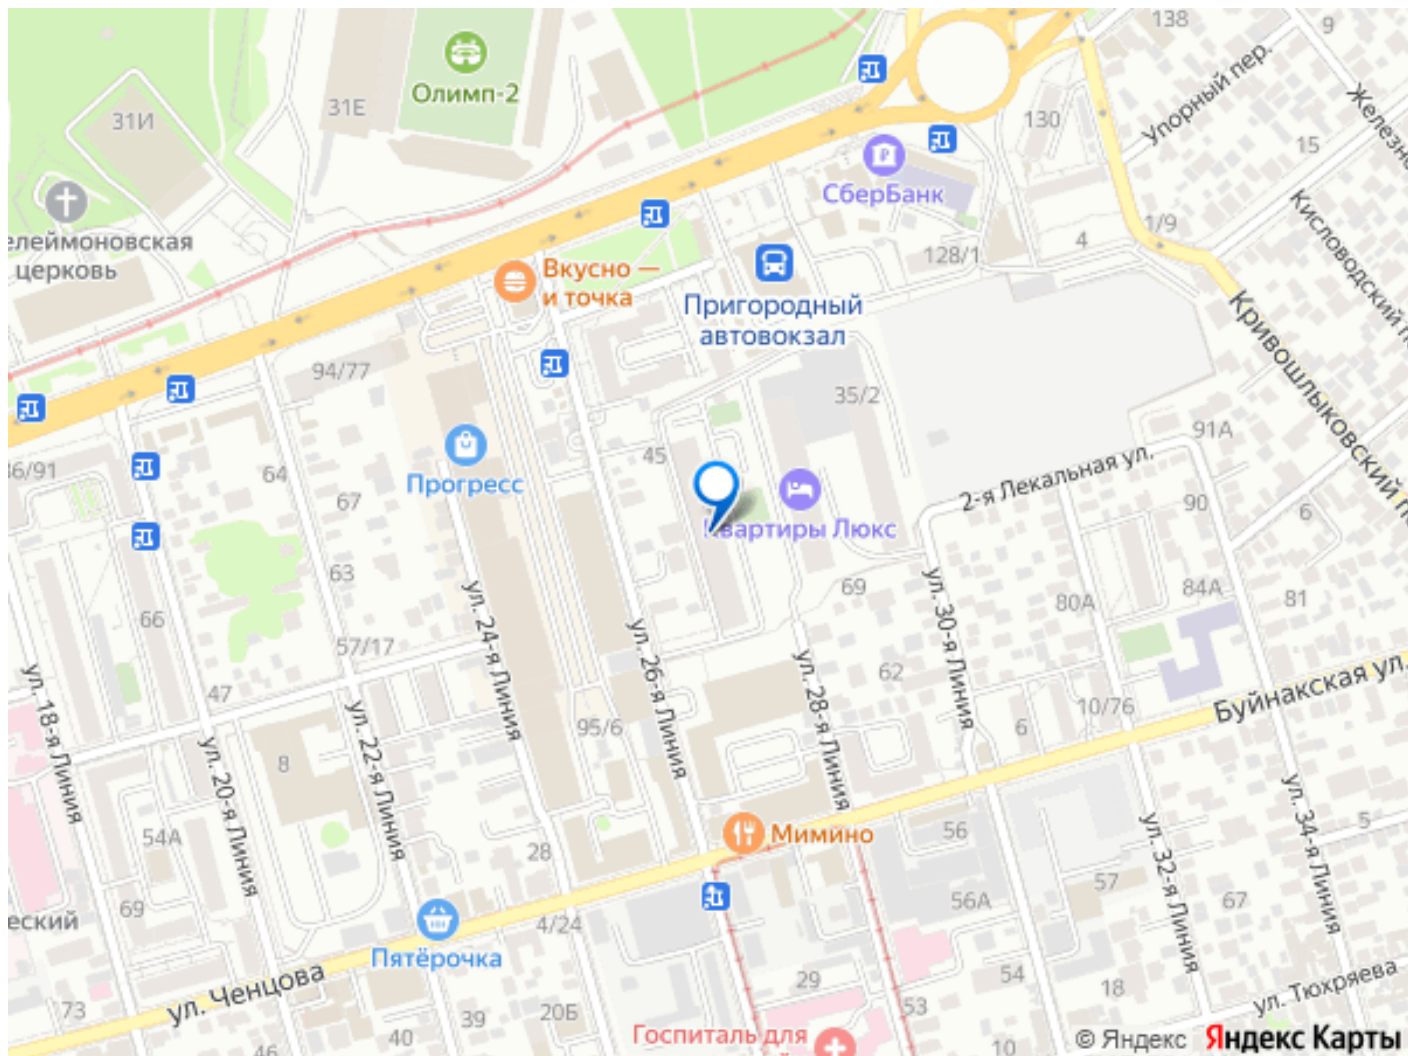 138
9
Олимп-2
31Е
31И
130
Упорный пер.
15
СберБанк
Кисловодский
1/9
4
128/1
елеймоновская
церковь
Вкусно —
и точка
Пригородный
автовокзал
Кривошлыковский
94/77
35/2
91А
45
64
Прогресс
67
2-я Лекальная ул.
90
6
Квартиры Люкс
63
69
66
80А
84А
81
57/17
ул. 24-я Линия
ул. 26-я Линия
ул. 30-я Линия
62
47
ул. 18-я Линия
ул. 20-я Линия
ул. 22-я Линия
ул. 28-я Линия
95/6
10/76
6
Буйнакская ул.
8
54А
Мимино
56
ул. 32-я Линия
ул. 34-я Линия
5
28
57
67
56А
69
еский
4/24
Пятёрочка
ул. Ченцова
29
54
18
ул. Тюхряева
73
39
20Б
53
40
46
10
Госпиталь для
© Яндекс Яндекс Карты